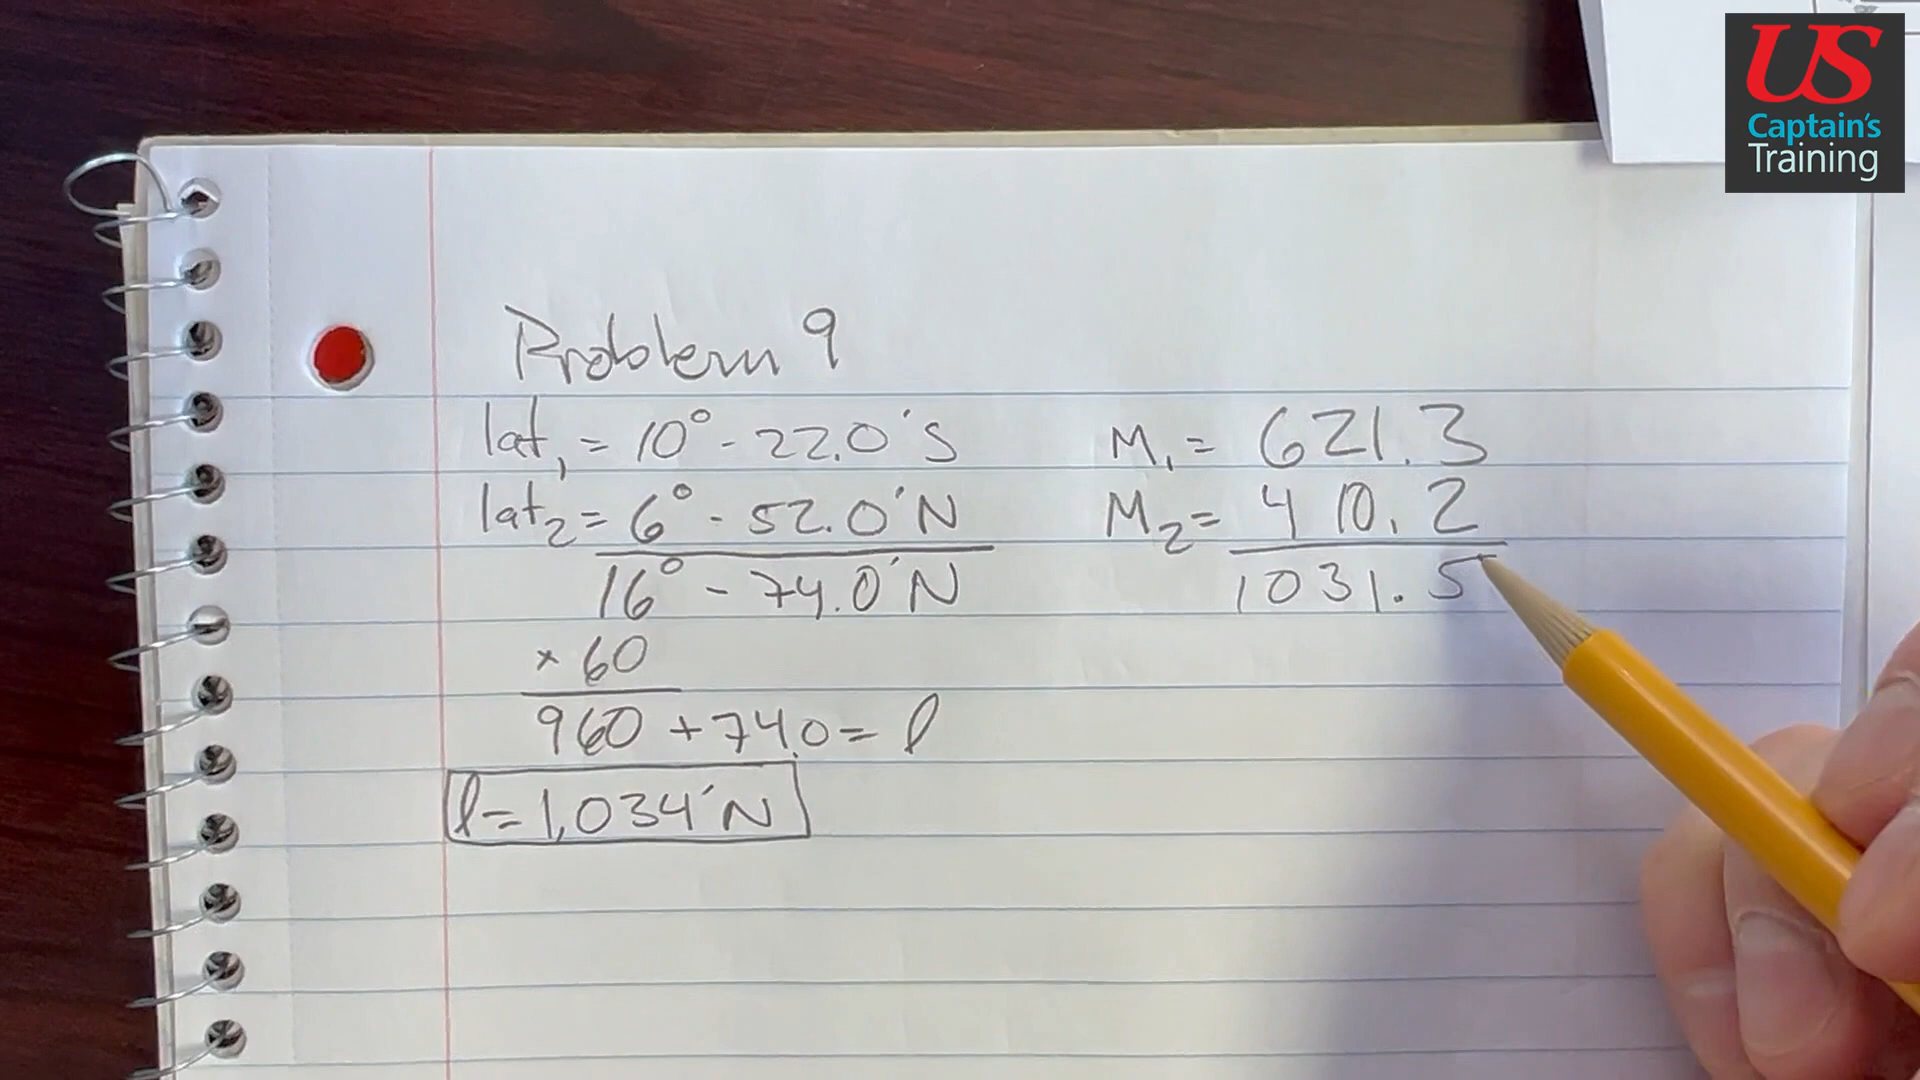 US
Captain's
Training
Problem 9
lat₁ = 10° - 22.0' S
lat₂ = 6° - 52.0' N
16° - 74.0' N
× 60
960 + 74.0 = l
l = 1,034' N
M₁ = 621.3
M₂ = 410.2
1031.5